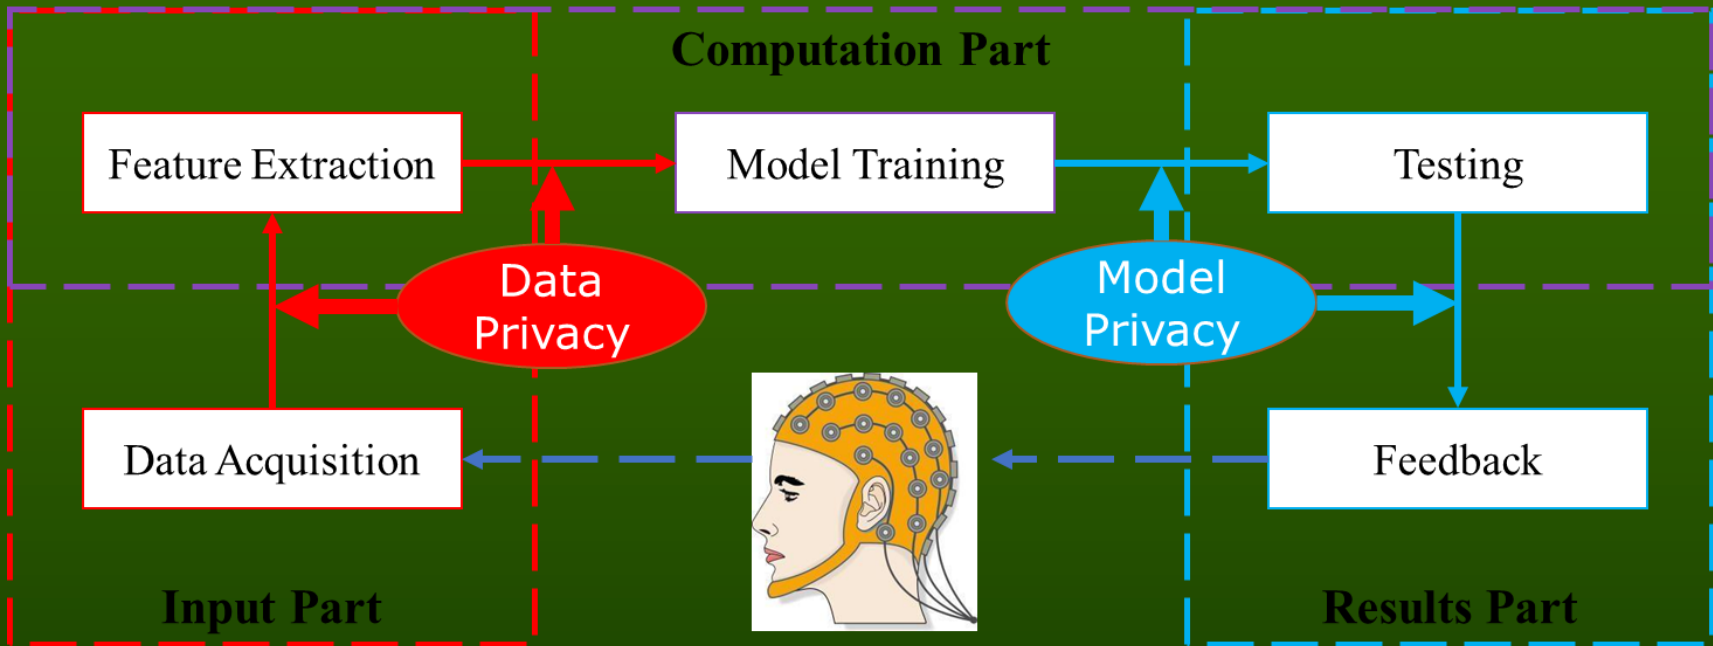 Computation Part
Feature Extraction
Model Training
Testing
Data
Privacy
Model
Privacy
Data Acquisition
Feedback
Input Part
Results Part